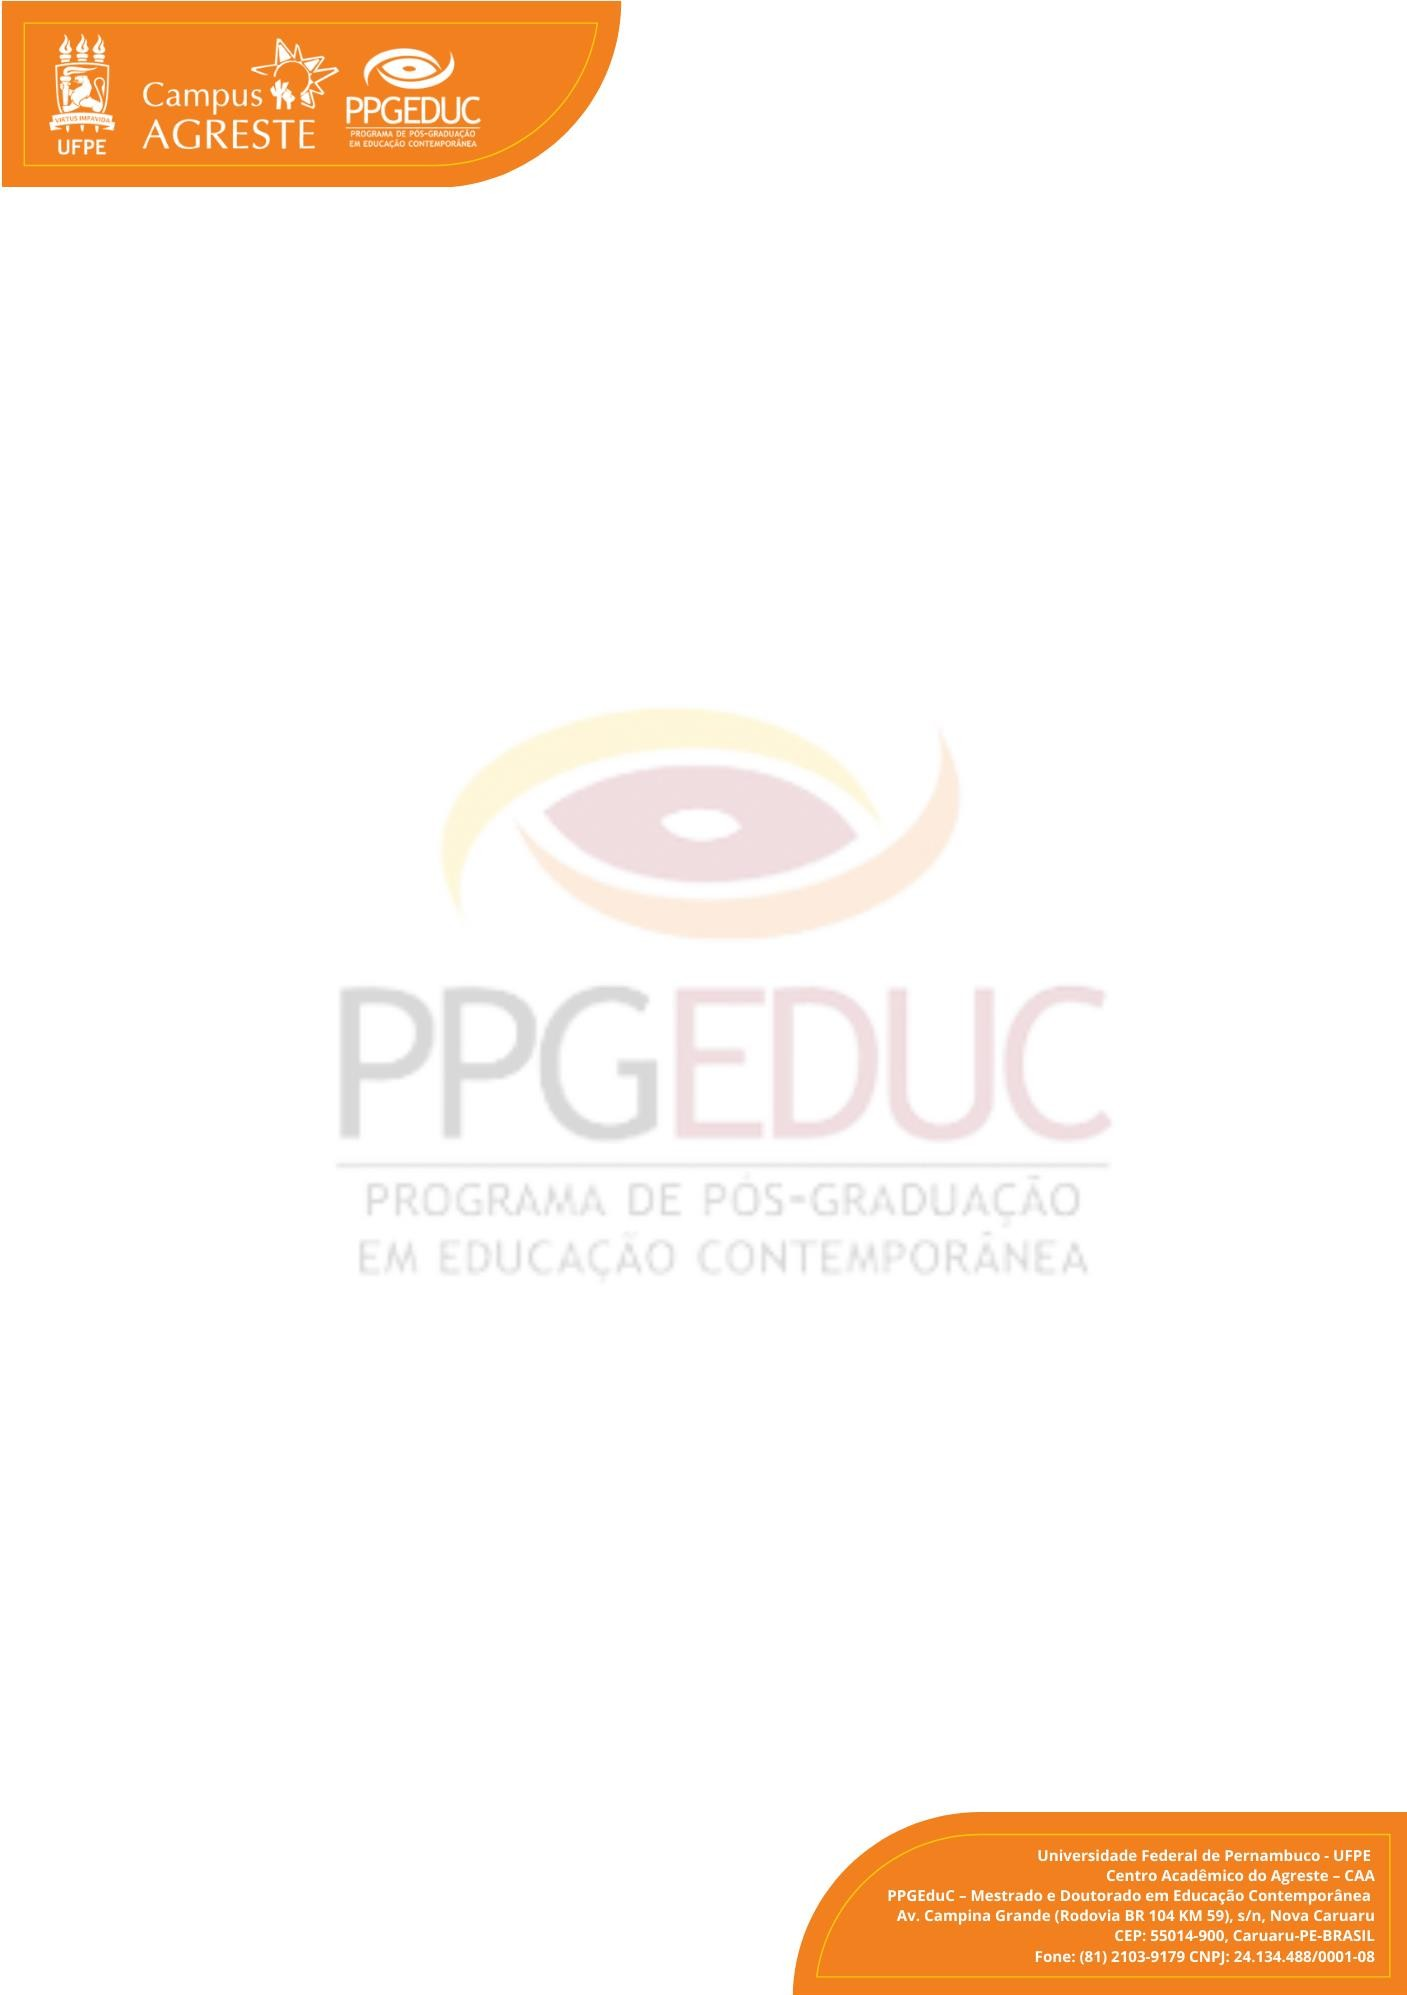 VIRTUS IMPAVIDA
UFPE
Campus
AGRESTE
PPGEDUC
PROGRAMA DE PÓS-GRADUAÇÃO
EM EDUCAÇÃO CONTEMPORÂNEA
PPGEDUC
PROGRAMA DE PÓS-GRADUAÇÃO
EM EDUCAÇÃO CONTEMPORÂNEA
Universidade Federal de Pernambuco - UFPE
Centro Acadêmico do Agreste – CAA
PPGEduC – Mestrado e Doutorado em Educação Contemporânea
Av. Campina Grande (Rodovia BR 104 KM 59), s/n, Nova Caruaru
CEP: 55014-900, Caruaru-PE-BRASIL
Fone: (81) 2103-9179 CNPJ: 24.134.488/0001-08